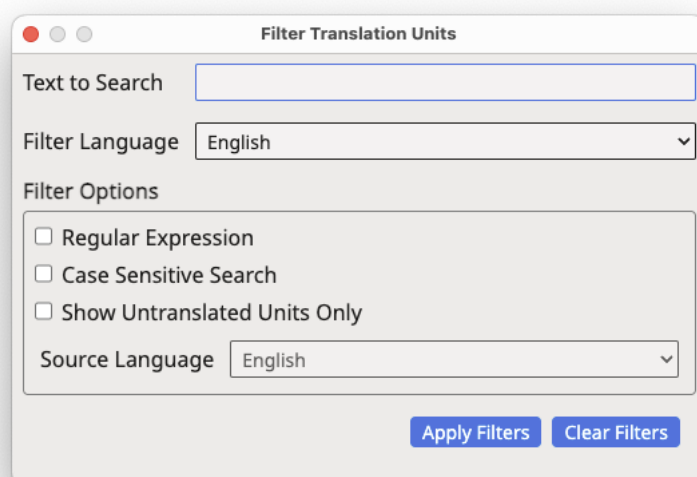 Filter Translation Units
Text to Search
Filter Language English
Filter Options
Regular Expression
Case Sensitive Search
Show Untranslated Units Only
Source Language English
Apply Filters Clear Filters